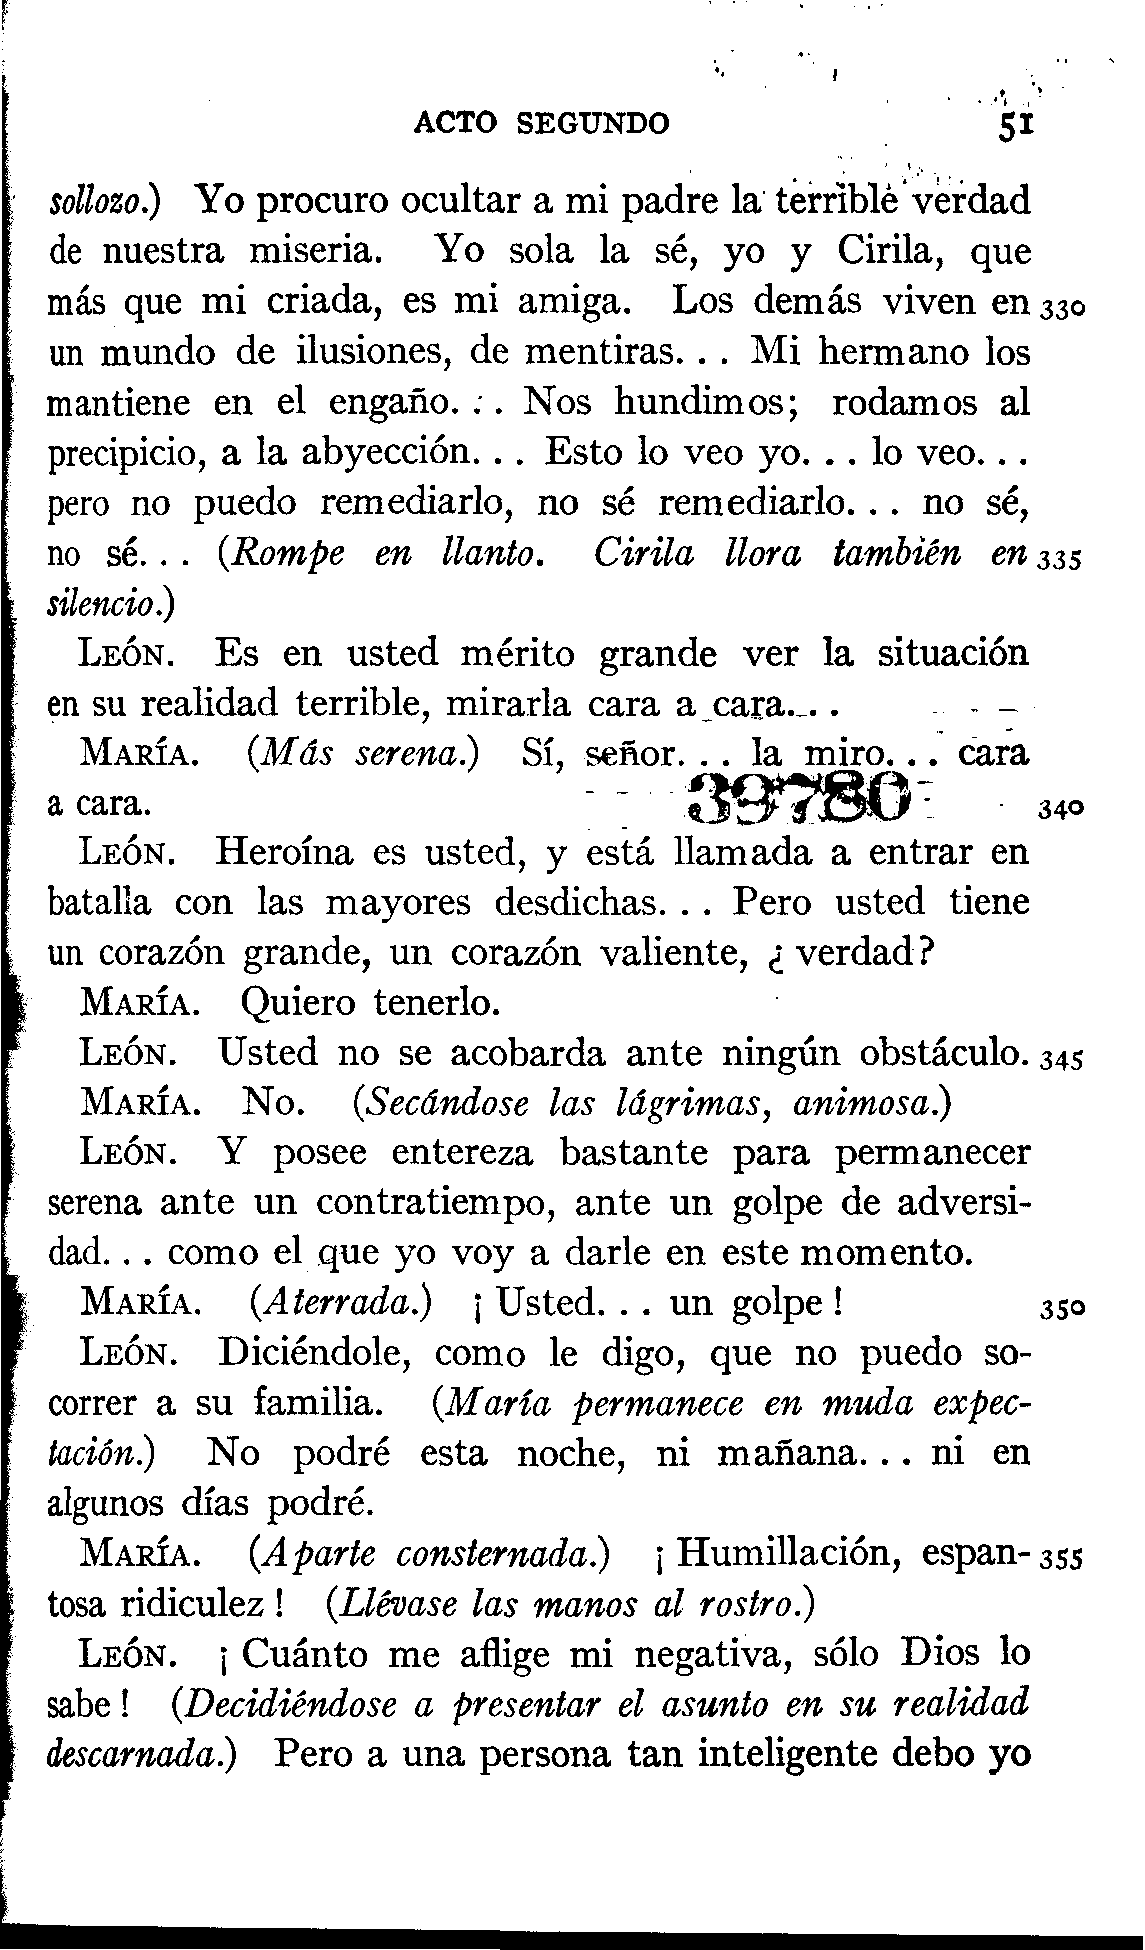 ACTO SEGUNDO 51
sollozo.) Yo procuro ocultar a mi padre la terrible verdad
de nuestra miseria. Yo sola la sé, yo y Cirila, que
más que mi criada, es mi amiga. Los demás viven en 330
un mundo de ilusiones, de mentiras. . . Mi hermano los
mantiene en el engaño. . . Nos hundimos; rodamos al
precipicio, a la abyección. . . Esto lo veo yo. . . lo veo. . .
pero no puedo remediarlo, no sé remediarlo. . . no sé,
no sé. . . (Rompe en llanto. Cirila llora también en 335
silencio.)
LEÓN. Es en usted mérito grande ver la situación
en su realidad terrible, mirarla cara a cara. . .
MARÍA. (Más serena.) Sí, señor. . . la miro. . . cara
a cara. 39780 340
LEÓN. Heroína es usted, y está llamada a entrar en
batalla con las mayores desdichas. . . Pero usted tiene
un corazón grande, un corazón valiente, ¿ verdad?
MARÍA. Quiero tenerlo.
LEÓN. Usted no se acobarda ante ningún obstáculo. 345
MARÍA. No. (Secándose las lágrimas, animosa.)
LEÓN. Y posee entereza bastante para permanecer
serena ante un contratiempo, ante un golpe de adversi-
dad. . . como el que yo voy a darle en este momento.
MARÍA. (Aterrada.) ¡ Usted. . . un golpe ! 350
LEÓN. Diciéndole, como le digo, que no puedo so-
correr a su familia. (María permanece en muda expec-
tación.) No podré esta noche, ni mañana. . . ni en
algunos días podré.
MARÍA. (Aparte consternada.) ¡ Humillación, espan- 355
tosa ridiculez ! (Llévase las manos al rostro.)
LEÓN. ¡ Cuánto me aflige mi negativa, sólo Dios lo
sabe ! (Decidiéndose a presentar el asunto en su realidad
descarnada.) Pero a una persona tan inteligente debo yo